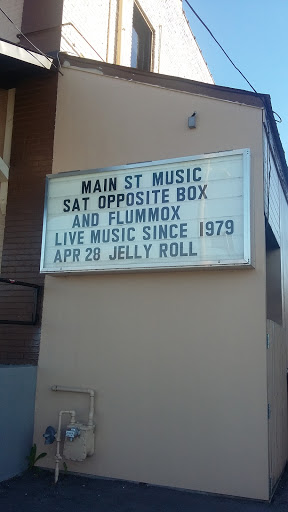 MAIN ST MUSIC
SAT OPPOSITE BOX
AND FLUMMOX
LIVE MUSIC SINCE 1979
APR 28 JELLY ROLL